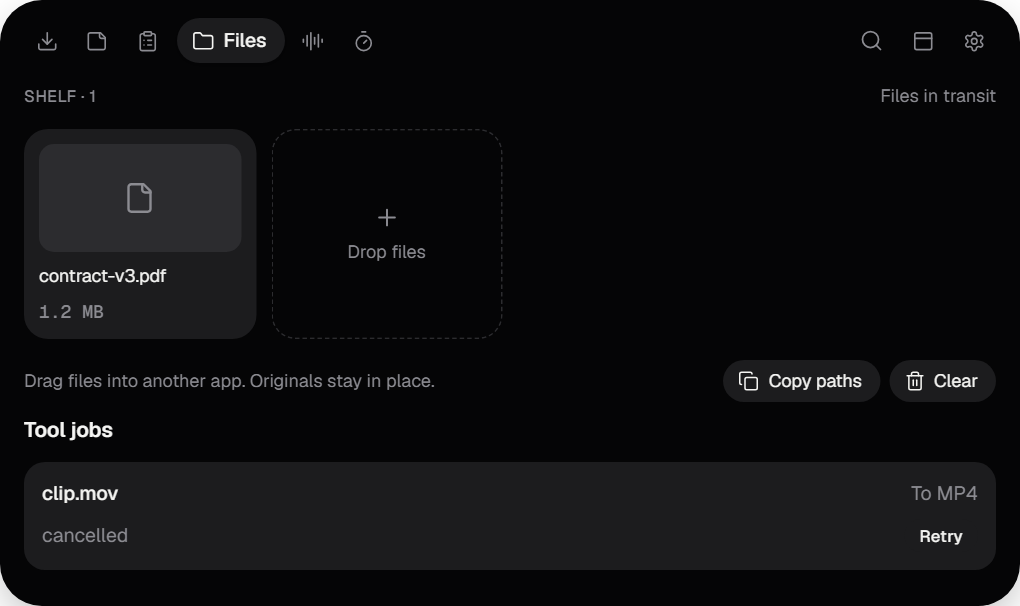 Files
SHELF · 1
Files in transit
Drop files
contract-v3.pdf
1.2 MB
Drag files into another app. Originals stay in place.
Copy paths
Clear
Tool jobs
clip.mov
To MP4
cancelled
Retry